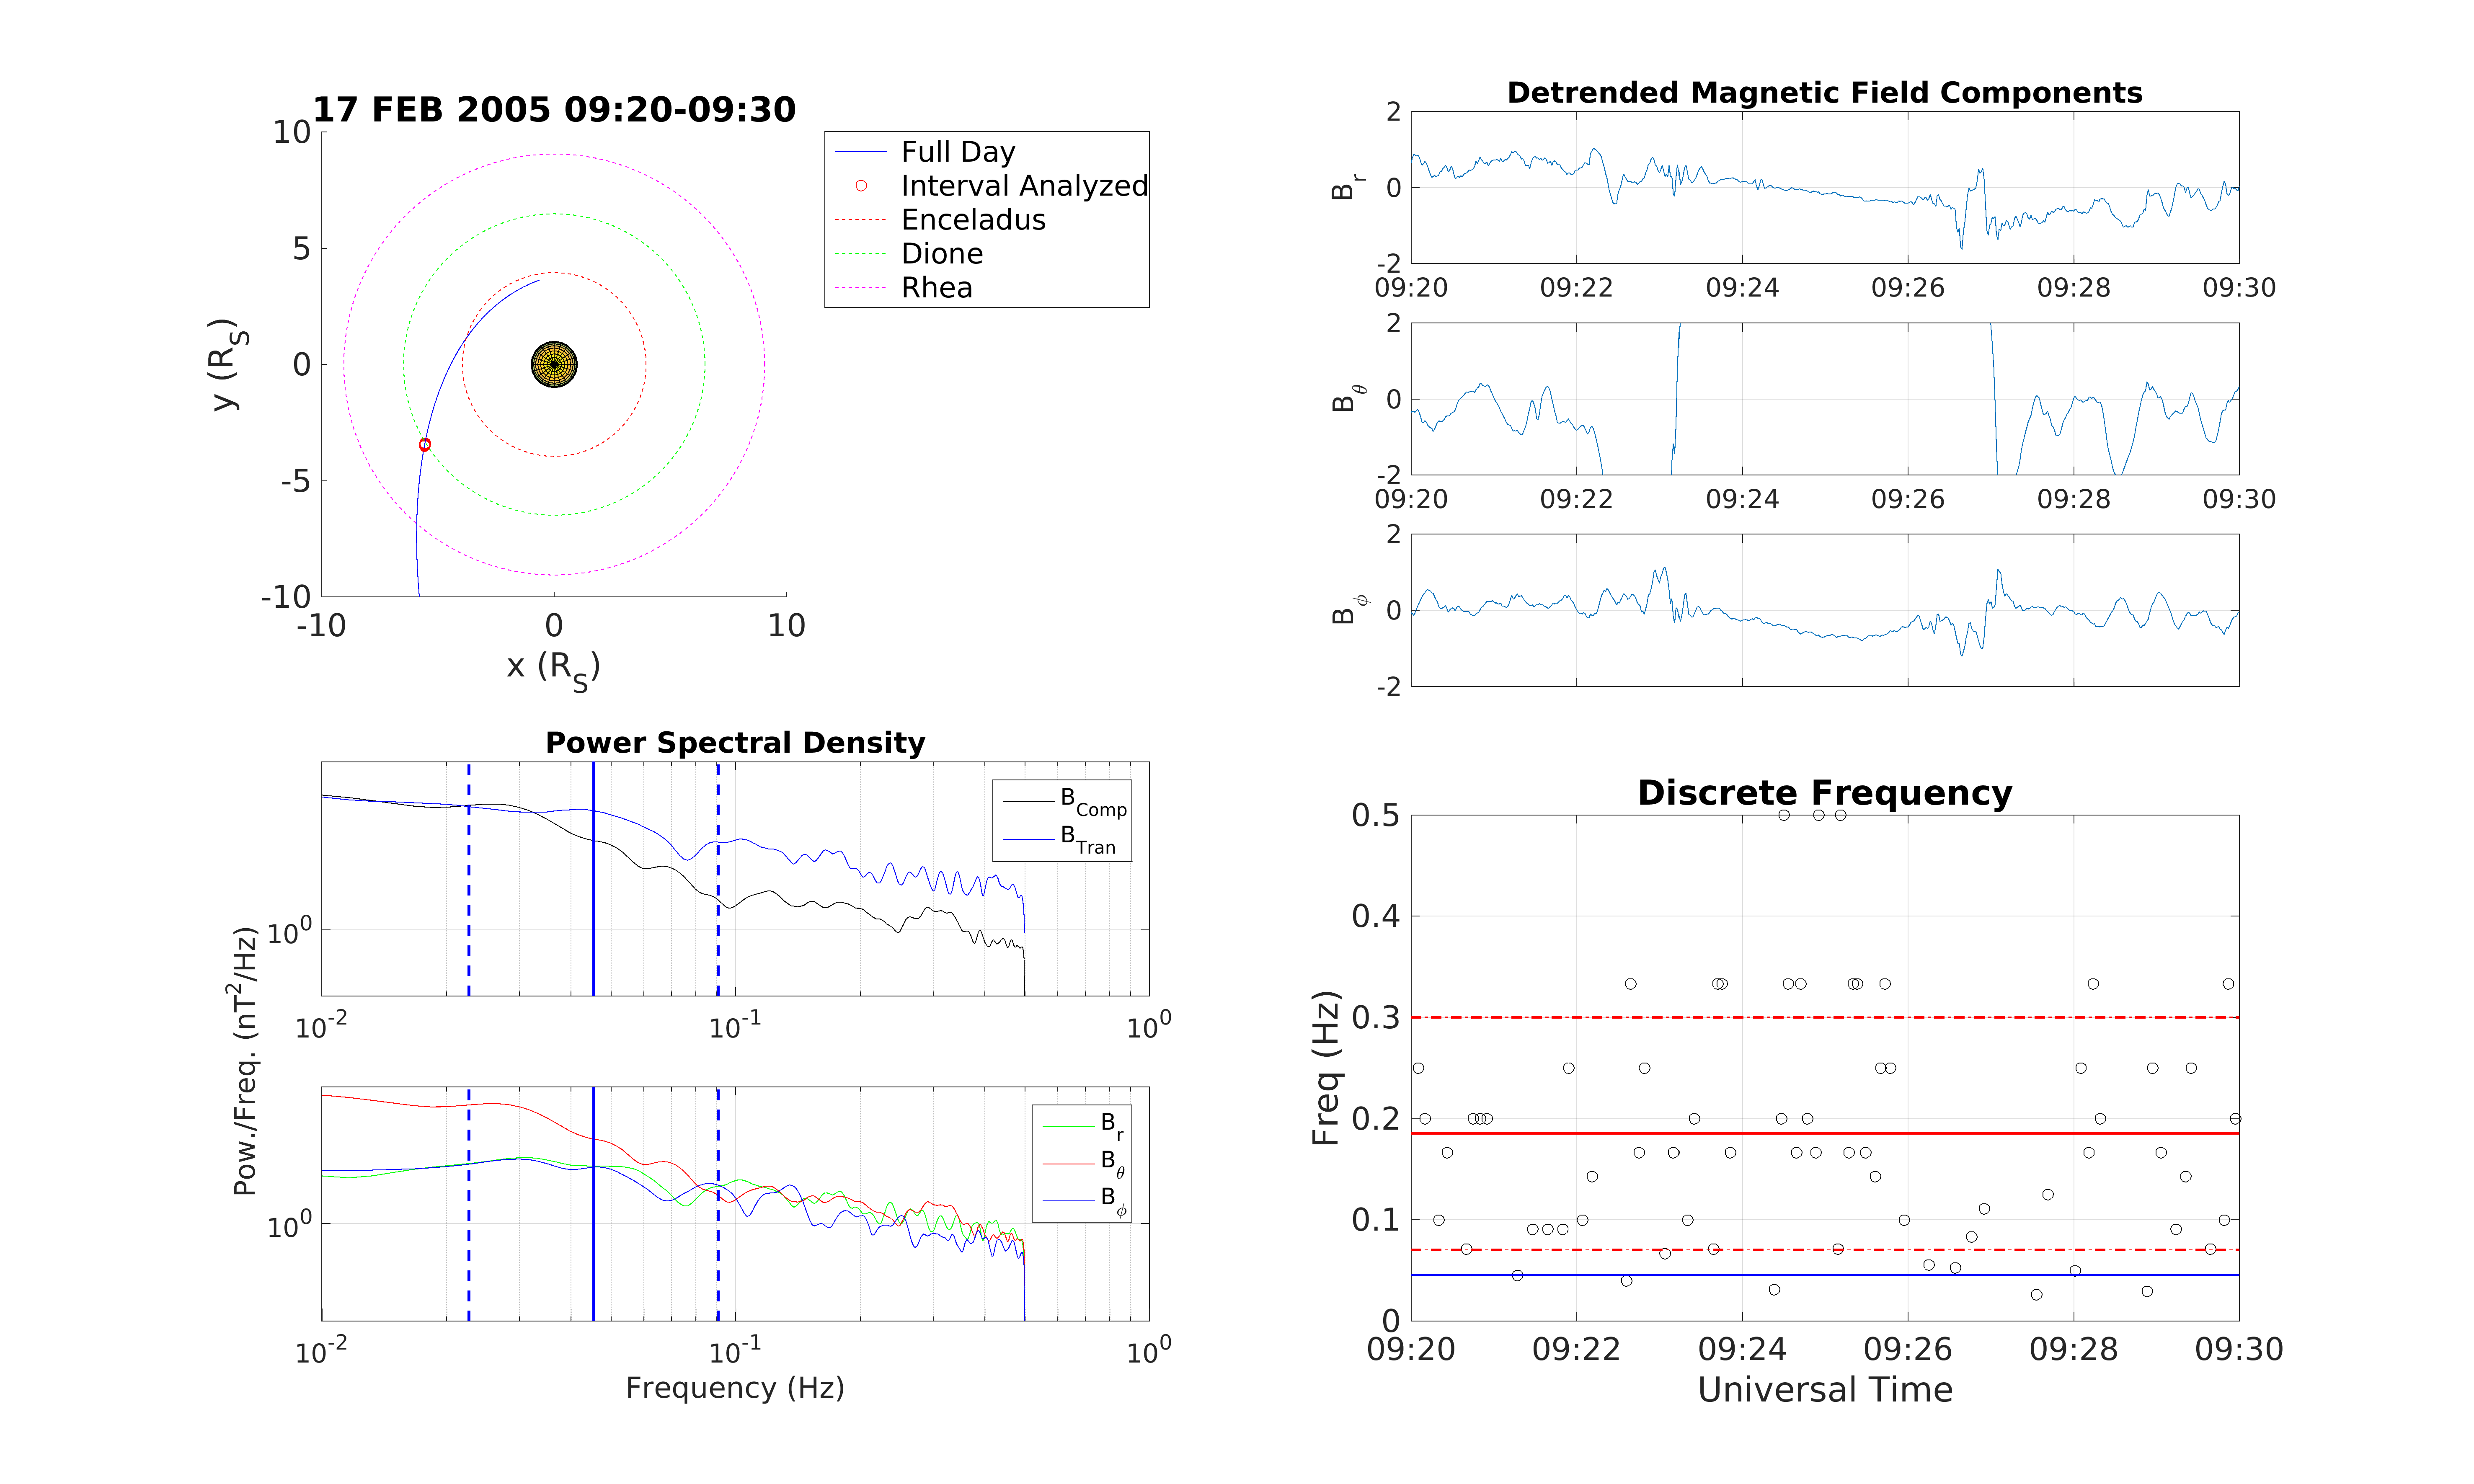 17 FEB 2005 09:20-09:30
10
5
0
-5
-10
-10 0 10
y (R_S)
x (R_S)
Full Day
Interval Analyzed
Enceladus
Dione
Rhea
Detrended Magnetic Field Components
2
0
-2
B_r
09:20 09:22 09:24 09:26 09:28 09:30
2
0
-2
B_θ
09:20 09:22 09:24 09:26 09:28 09:30
2
0
-2
B_ϕ
Power Spectral Density
B_Comp
B_Tran
10^0
10^-2 10^-1 10^0
Pow./Freq. (nT^2/Hz)
B_r
B_θ
B_ϕ
10^0
10^-2 10^-1 10^0
Frequency (Hz)
Discrete Frequency
0.5
0.4
0.3
0.2
0.1
0
Freq (Hz)
09:20 09:22 09:24 09:26 09:28 09:30
Universal Time